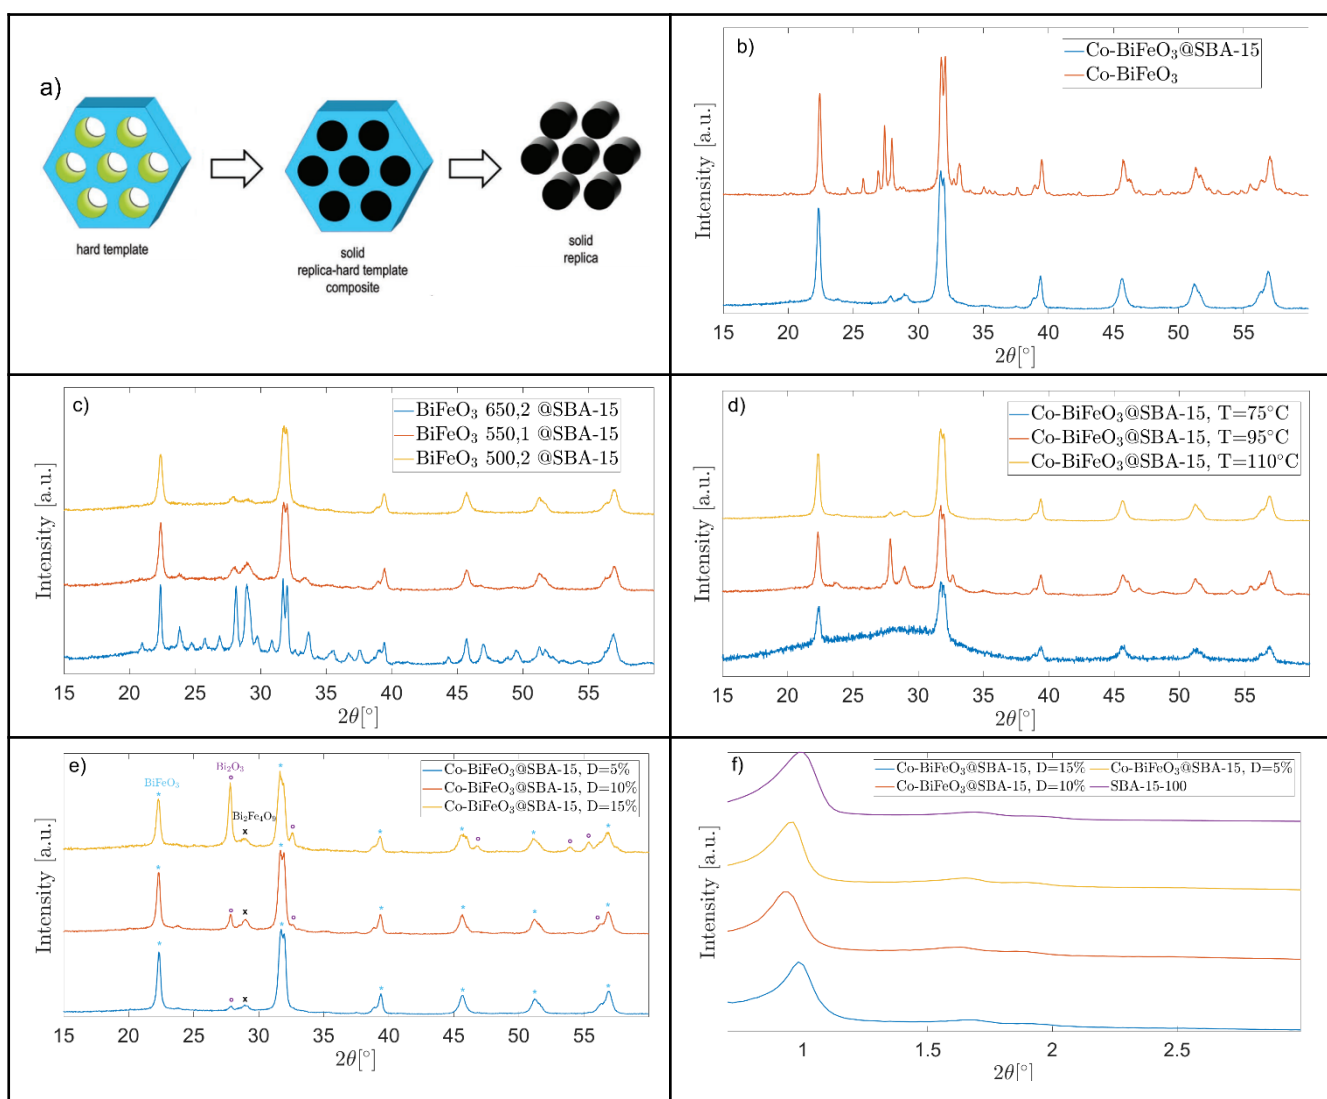 a)
hard template
solid
replica-hard template
composite
solid
replica
b)
Co-BiFeO₃@SBA-15
Co-BiFeO₃
Intensity [a.u.]
15 20 25 30 35 40 45 50 55
2θ[°]
c)
BiFeO₃ 650,2 @SBA-15
BiFeO₃ 550,1 @SBA-15
BiFeO₃ 500,2 @SBA-15
Intensity [a.u.]
15 20 25 30 35 40 45 50 55
2θ[°]
d)
Co-BiFeO₃@SBA-15, T=75°C
Co-BiFeO₃@SBA-15, T=95°C
Co-BiFeO₃@SBA-15, T=110°C
Intensity [a.u.]
15 20 25 30 35 40 45 50 55
2θ[°]
e)
Co-BiFeO₃@SBA-15, D=5%
Co-BiFeO₃@SBA-15, D=10%
Co-BiFeO₃@SBA-15, D=15%
BiFeO₃
Bi₂O₃
Bi₂Fe₄O₉
Intensity [a.u.]
15 20 25 30 35 40 45 50 55
2θ[°]
f)
Co-BiFeO₃@SBA-15, D=15% Co-BiFeO₃@SBA-15, D=5%
Co-BiFeO₃@SBA-15, D=10% SBA-15-100
Intensity [a.u.]
1 1.5 2 2.5
2θ[°]